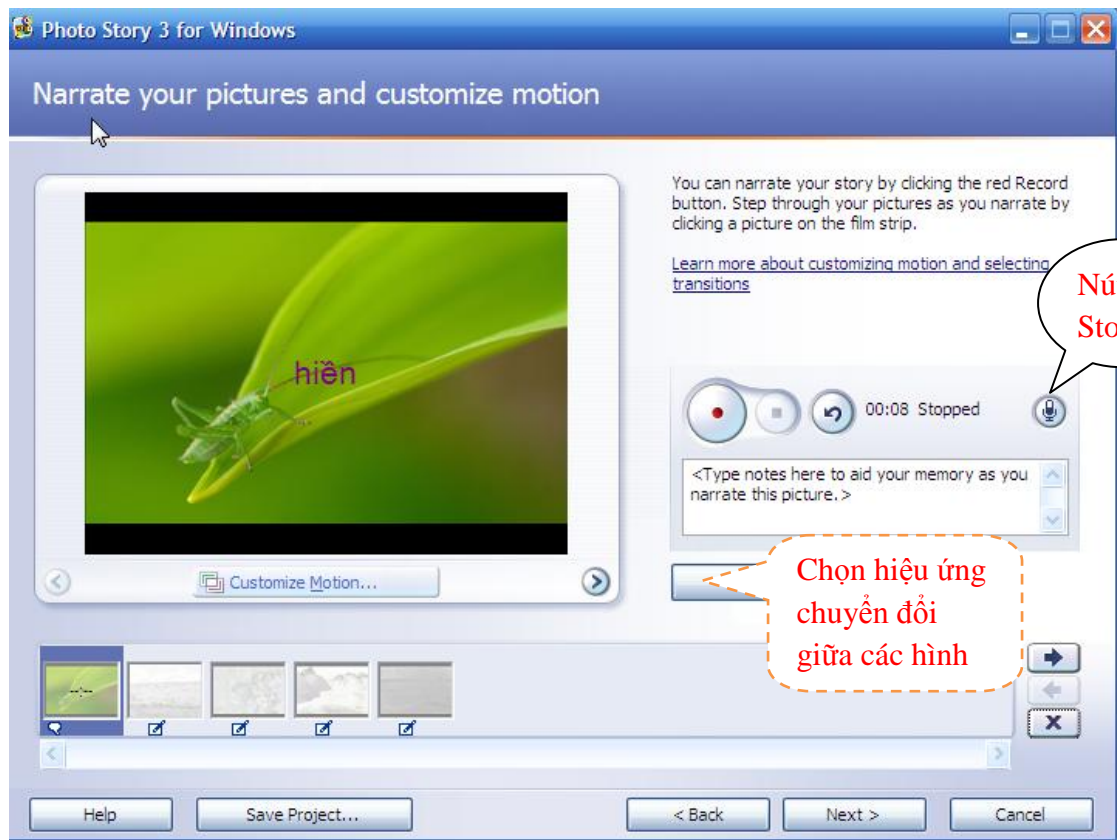 Photo Story 3 for Windows
Narrate your pictures and customize motion
You can narrate your story by clicking the red Record
button. Step through your pictures as you narrate by
clicking a picture on the film strip.
Learn more about customizing motion and selecting
transitions
hiền
00:08 Stopped
<Type notes here to aid your memory as you
narrate this picture.>
Customize Motion...
Chọn hiệu ứng
chuyển đổi
giữa các hình
Help
Save Project...
< Back
Next >
Cancel